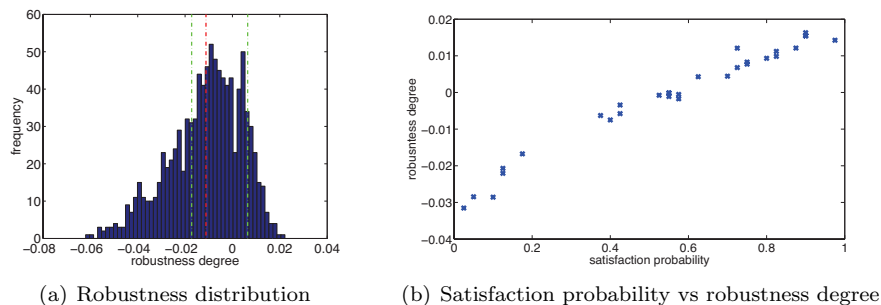 60
50
40
30
20
10
0
frequency
−0.08 −0.06 −0.04 −0.02 0 0.02 0.04
robustness degree
(a) Robustness distribution
0.02
0.01
0
−0.01
−0.02
−0.03
−0.04
robusntess degree
0 0.2 0.4 0.6 0.8 1
satisfaction probability
(b) Satisfaction probability vs robustness degree